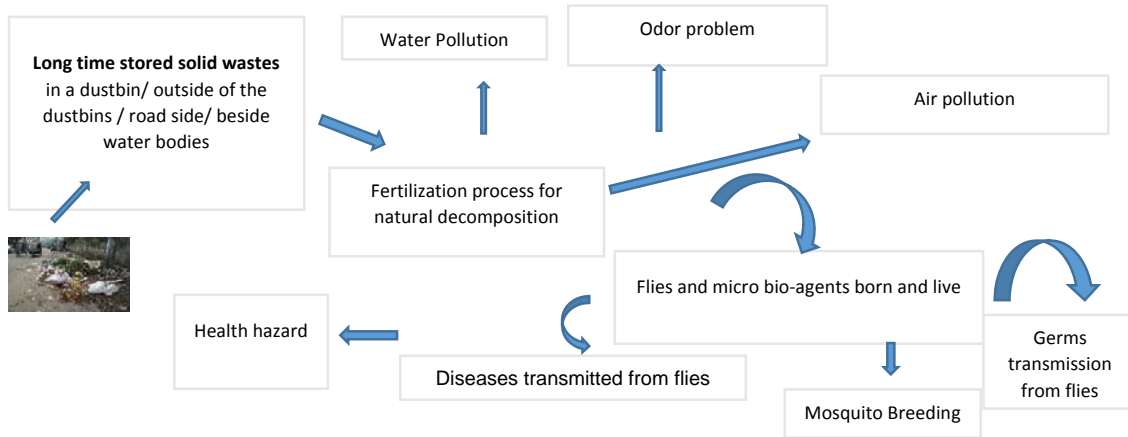 Long time stored solid wastes
in a dustbin/ outside of the
dustbins / road side/ beside
water bodies
Water Pollution
Odor problem
Air pollution
Fertilization process for
natural decomposition
Flies and micro bio-agents born and live
Germs
transmission
from flies
Health hazard
Diseases transmitted from flies
Mosquito Breeding